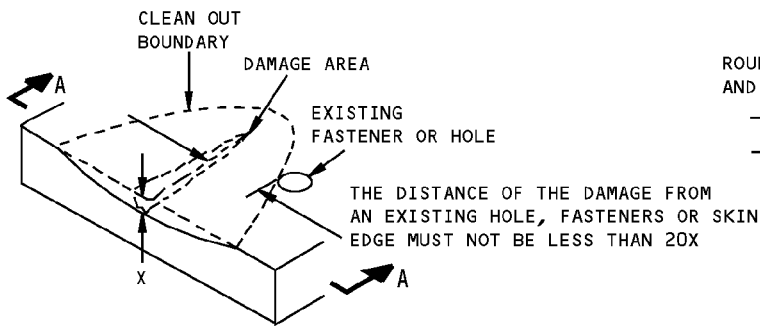 CLEAN OUT
BOUNDARY
DAMAGE AREA
A
EXISTING
FASTENER OR HOLE
THE DISTANCE OF THE DAMAGE FROM
AN EXISTING HOLE, FASTENERS OR SKIN
EDGE MUST NOT BE LESS THAN 20X
X
A
AND